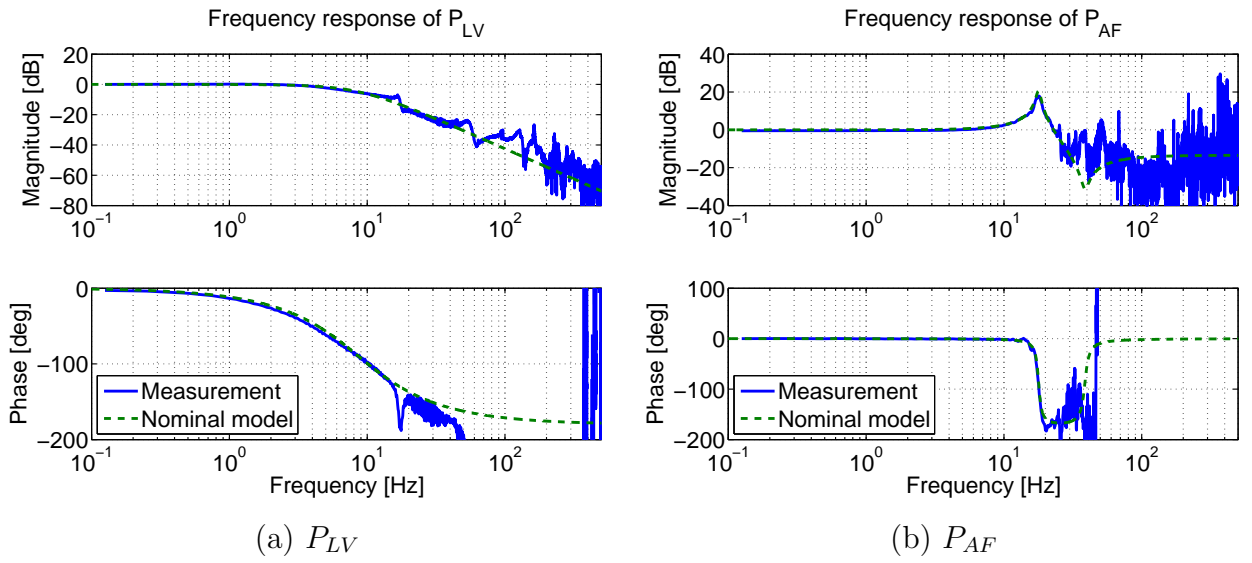 Frequency response of P_LV
Magnitude [dB]
20
0
−20
−40
−60
−80
10^−1
10^0
10^1
10^2
Phase [deg]
0
−100
−200
Measurement
Nominal model
10^−1
10^0
10^1
10^2
Frequency [Hz]
(a) P_LV
Frequency response of P_AF
Magnitude [dB]
40
20
0
−20
−40
10^−1
10^0
10^1
10^2
Phase [deg]
100
0
−100
−200
Measurement
Nominal model
10^−1
10^0
10^1
10^2
Frequency [Hz]
(b) P_AF